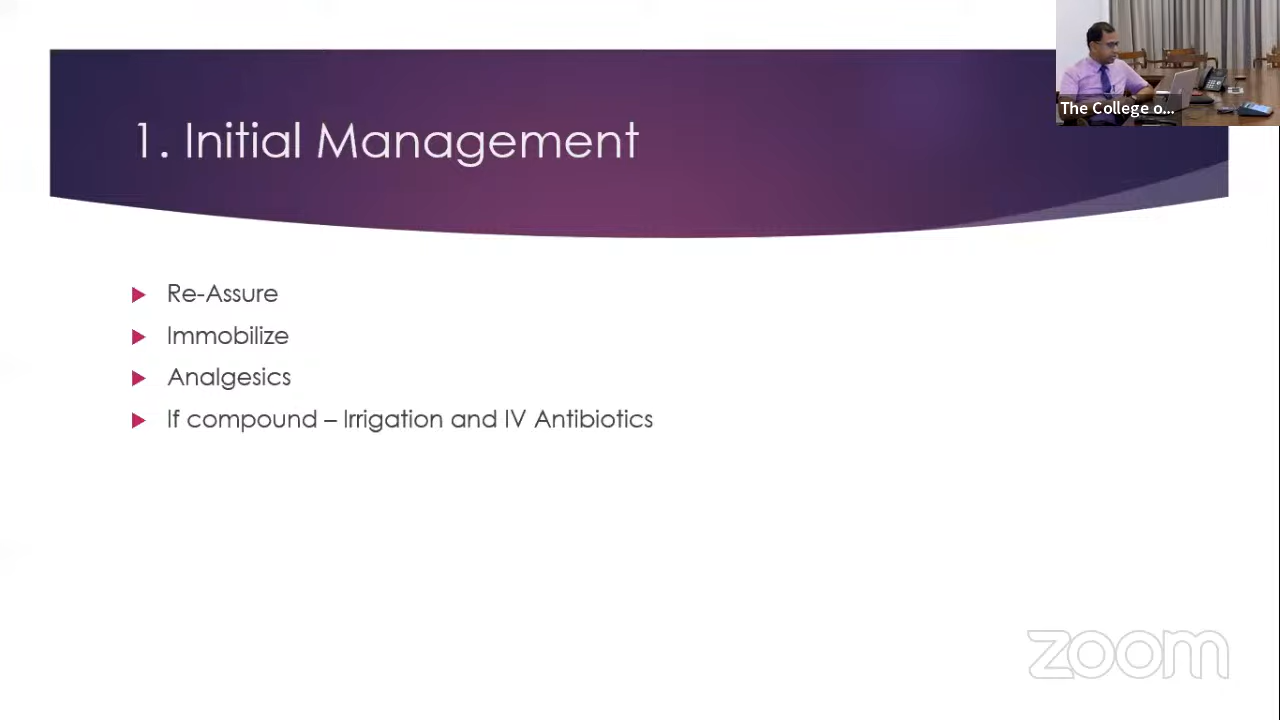 The College o...
1. Initial Management
Re-Assure
Immobilize
Analgesics
If compound – Irrigation and IV Antibiotics
zoom